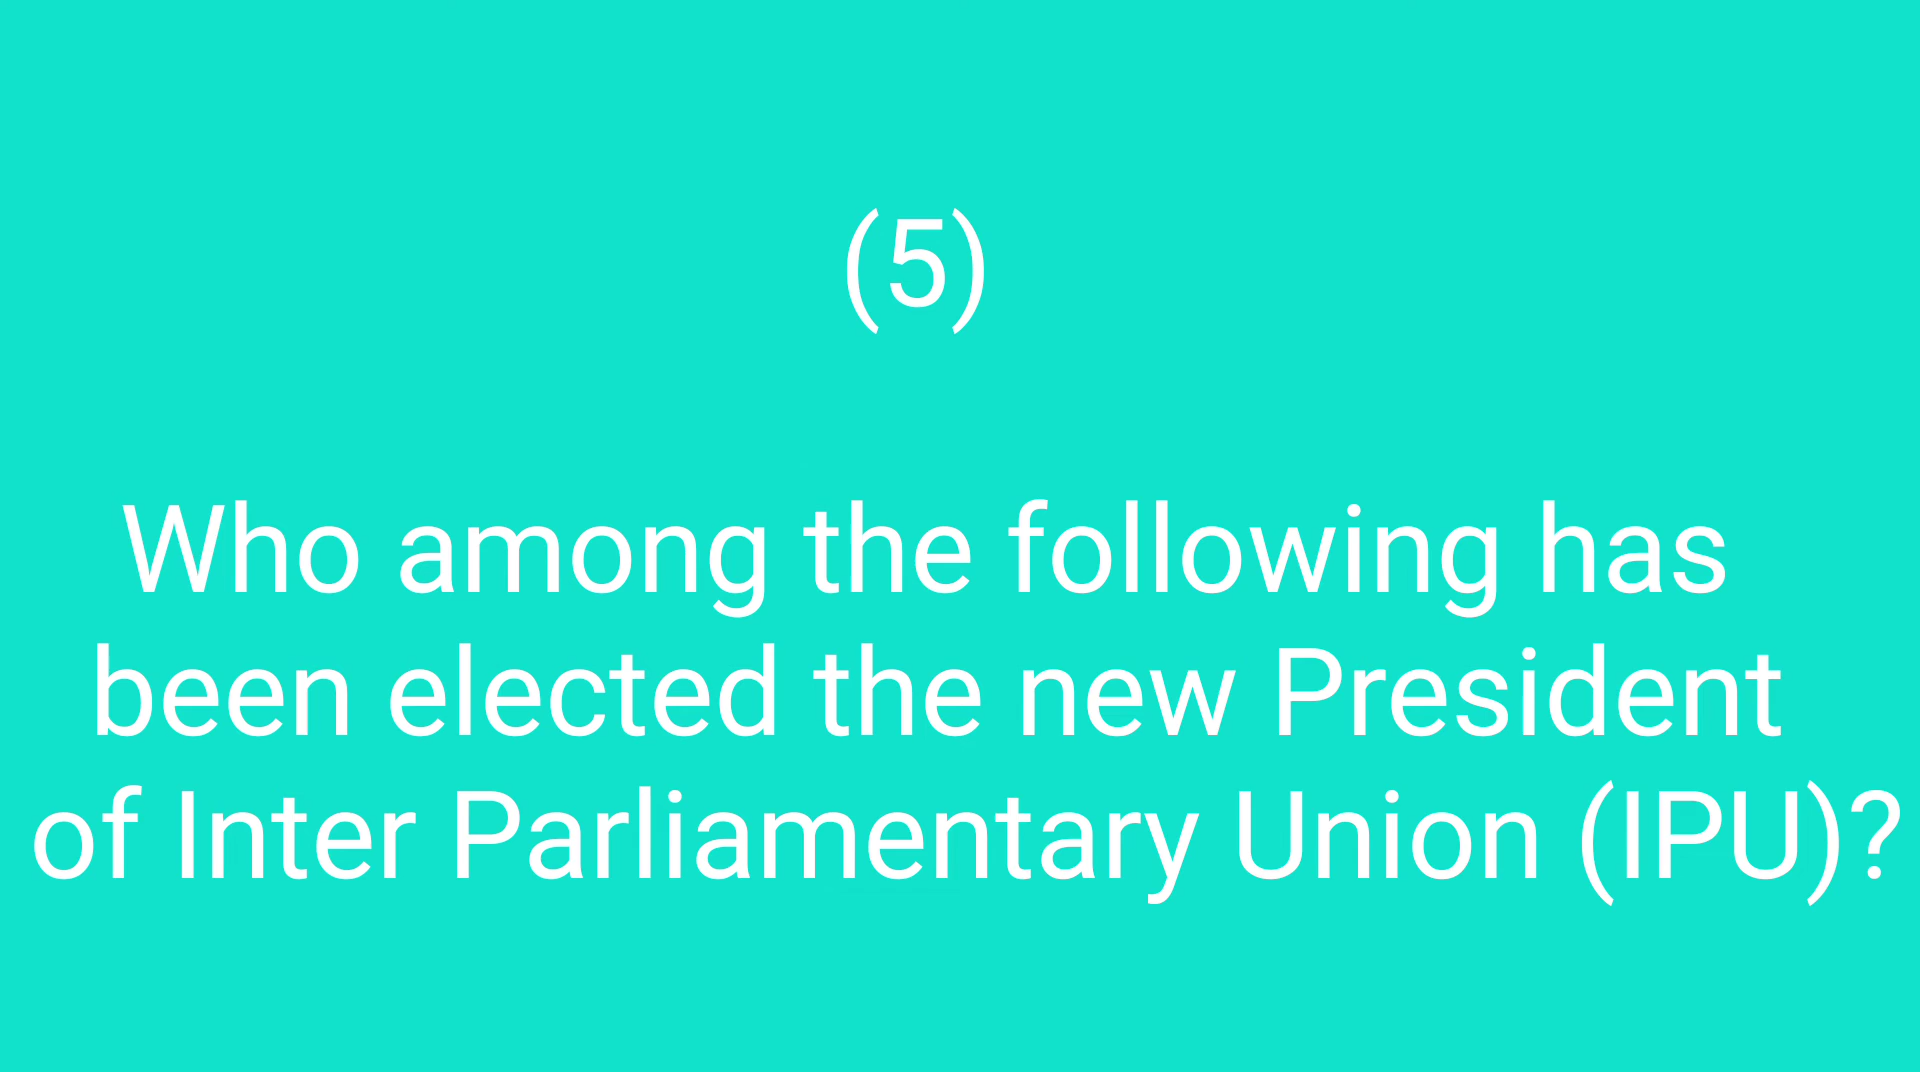 (5)
Who among the following has
been elected the new President
of Inter Parliamentary Union (IPU)?